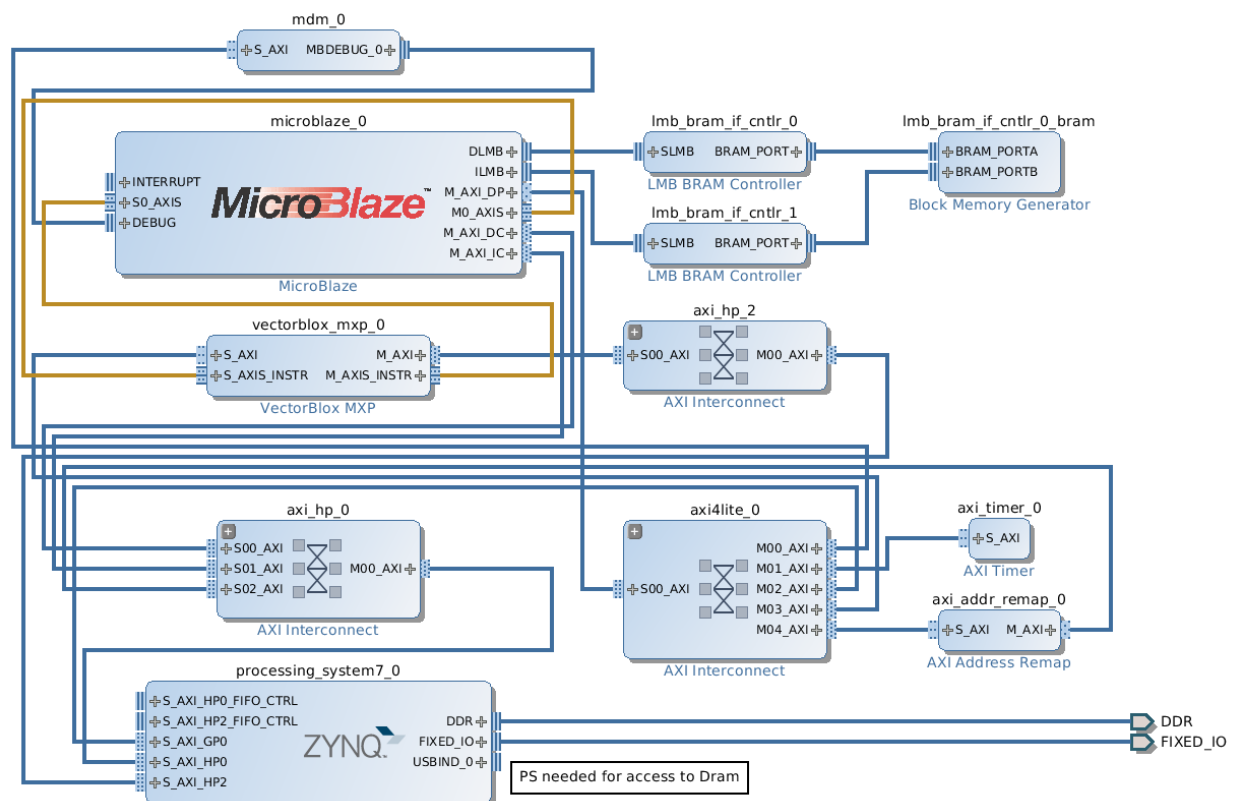 mdm_0
S_AXI MBDEBUG_0
microblaze_0
DLMB
ILMB
INTERRUPT
M_AXI_DP
S0_AXIS
MicroBlaze™
M0_AXIS
DEBUG
M_AXI_DC
M_AXI_IC
MicroBlaze
lmb_bram_if_cntlr_0
SLMB BRAM_PORT
LMB BRAM Controller
lmb_bram_if_cntlr_0_bram
BRAM_PORTA
BRAM_PORTB
Block Memory Generator
lmb_bram_if_cntlr_1
SLMB BRAM_PORT
LMB BRAM Controller
vectorblox_mxp_0
S_AXI M_AXI
S_AXIS_INSTR M_AXIS_INSTR
VectorBlox MXP
axi_hp_2
S00_AXI M00_AXI
AXI Interconnect
axi_hp_0
S00_AXI
S01_AXI M00_AXI
S02_AXI
AXI Interconnect
axi4lite_0
M00_AXI
M01_AXI
S00_AXI M02_AXI
M03_AXI
M04_AXI
AXI Interconnect
axi_timer_0
S_AXI
AXI Timer
axi_addr_remap_0
S_AXI M_AXI
AXI Address Remap
processing_system7_0
S_AXI_HP0_FIFO_CTRL
S_AXI_HP2_FIFO_CTRL DDR
S_AXI_GP0 ZYNQ FIXED_IO
S_AXI_HP0 USBIND_0
S_AXI_HP2
PS needed for access to Dram
DDR
FIXED_IO